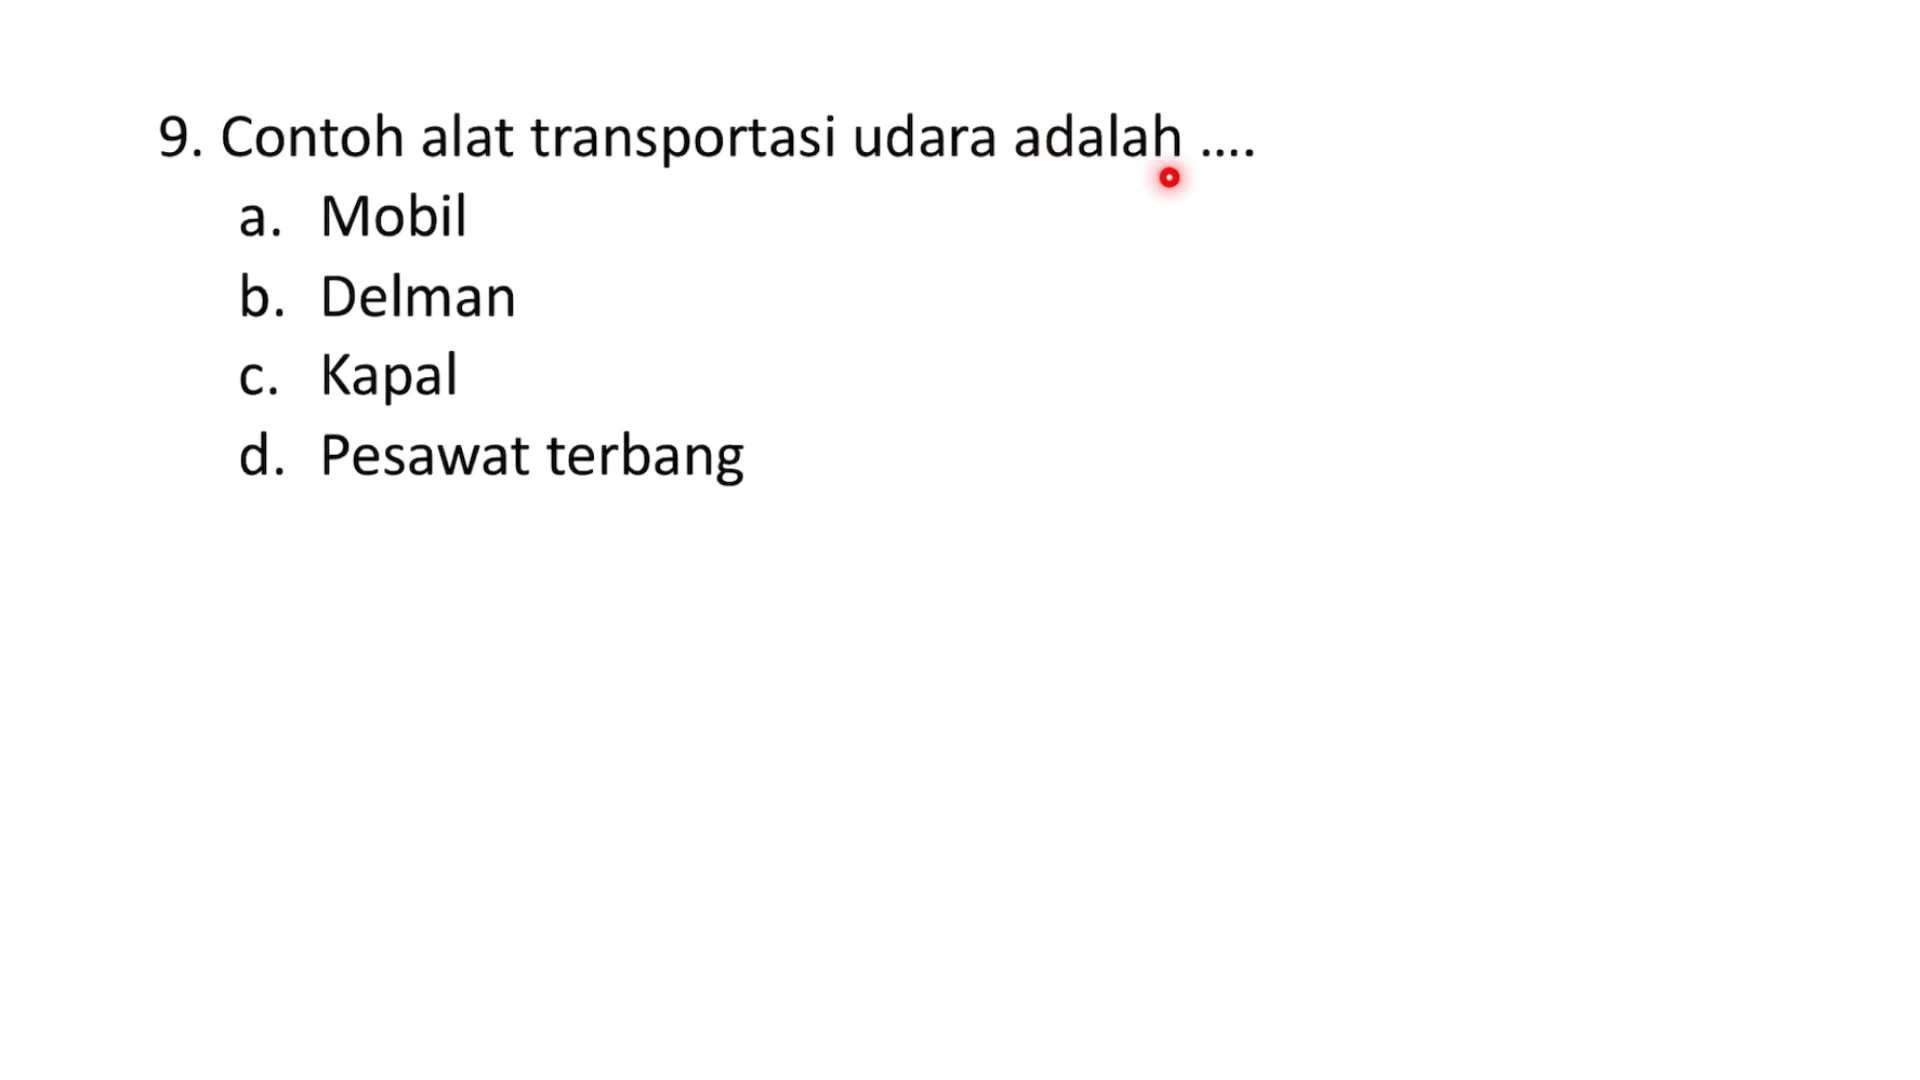 9. Contoh alat transportasi udara adalah ....
a. Mobil
b. Delman
c. Kapal
d. Pesawat terbang